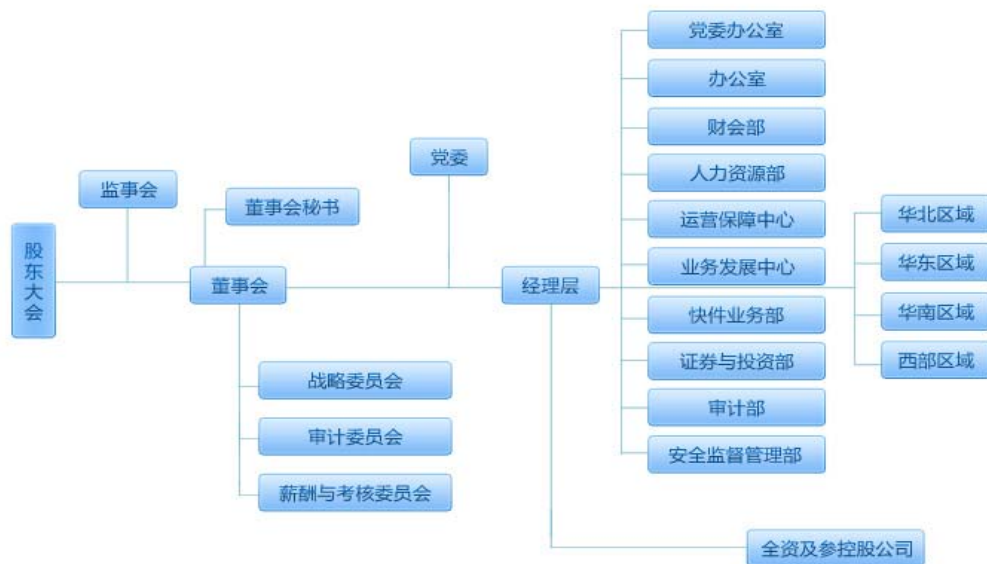 股东大会
监事会
董事会秘书
董事会
战略委员会
审计委员会
薪酬与考核委员会
党委
经理层
党委办公室
办公室
财会部
人力资源部
运营保障中心
业务发展中心
快件业务部
证券与投资部
审计部
安全监督管理部
华北区域
华东区域
华南区域
西部区域
全资及参控股公司